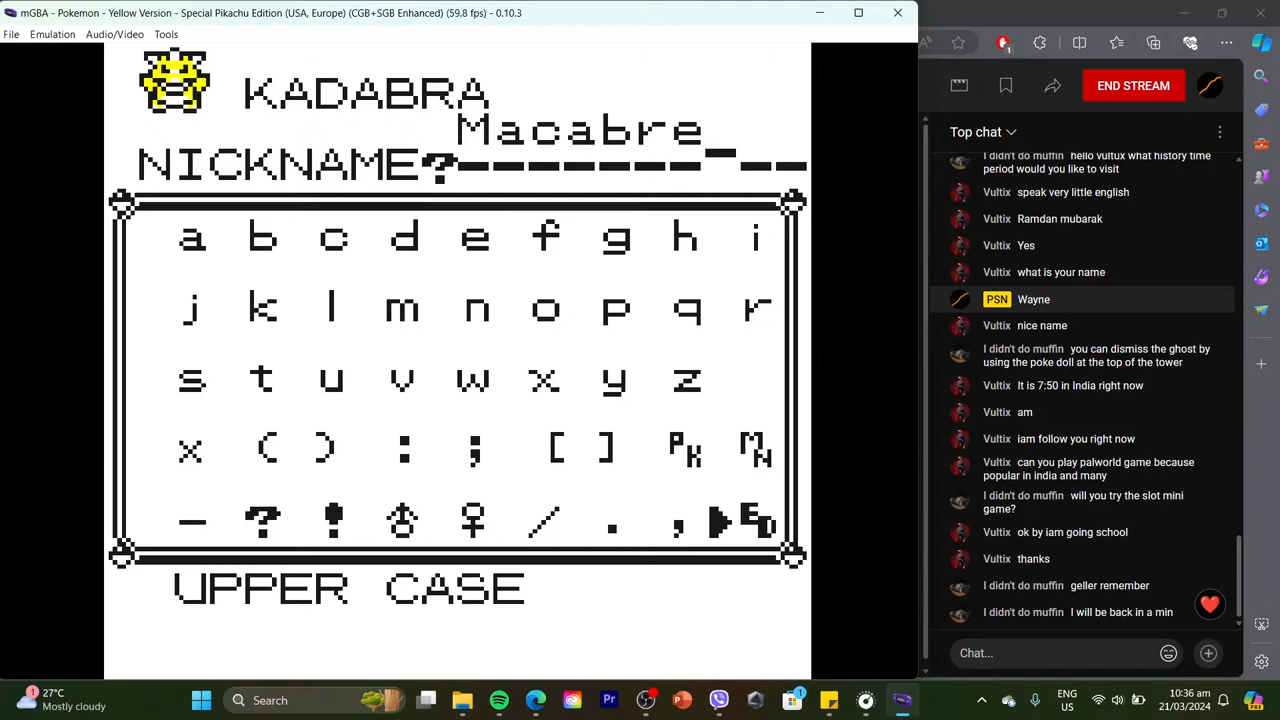 mGBA - Pokemon - Yellow Version - Special Pikachu Edition (USA, Europe) (CGB+SGB Enhanced) (59.8 fps) - 0.10.3
File Emulation Audio/Video Tools
KADABRA
Macabre
NICKNAME?
a b c d e f g h i
j k l m n o p q r
s t u v w x y z
x ( ) : ; [ ] PK MN
- ? ! ♂ ♀ / . , ▶ED
UPPER CASE
END STREAM
Top chat
I didn't do muffin hello vultux what history time
period would you like to visit
Vultix speak very little english
Vultix Ramdan mubarak
Vultix Yes
Vultix what is your name
PSN Wayne
Vultix nice name
I didn't do muffin you can dismiss the ghost by
using the poke doll at the top of the tower
Vultix It is 7:50 in India right now
Vultix am
Vultix iam follow you right now
Vultix can you play palworld game because
popular in india and many
I didn't do muffin will you try the slot mini
game?
Vultix ok by iam going school
Vultix thanks
I didn't do muffin geller remember
I didn't do muffin I will be back in a min
Chat...
1
27°C
Mostly cloudy
Search
Pr
P
1
ENG
US
10:36 am
21/03/2024